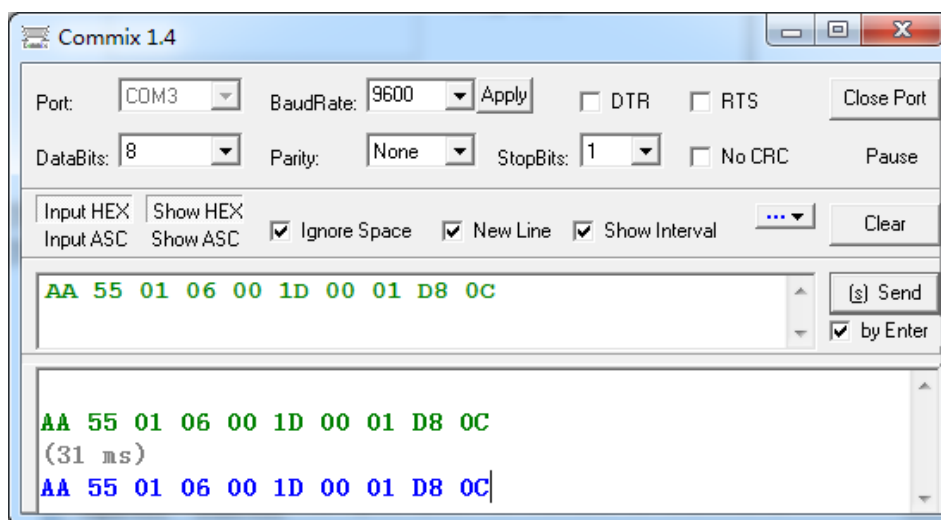 Commix 1.4
Port: COM3 BaudRate: 9600 Apply DTR RTS Close Port
DataBits: 8 Parity: None StopBits: 1 No CRC Pause
Input HEX Show HEX
Input ASC Show ASC Ignore Space New Line Show Interval ... Clear
AA 55 01 06 00 1D 00 01 D8 0C (s) Send
by Enter
AA 55 01 06 00 1D 00 01 D8 0C
(31 ms)
AA 55 01 06 00 1D 00 01 D8 0C